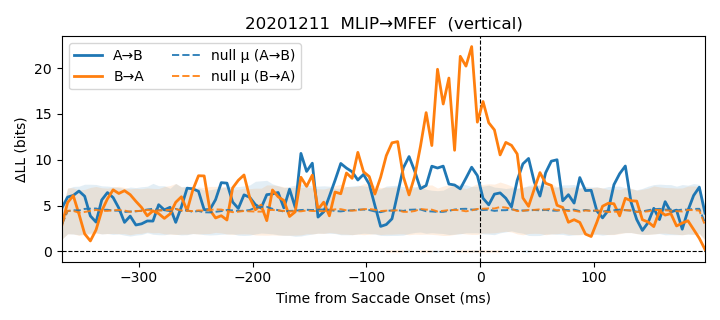 20201211  MLIP→MFEF  (vertical)
A→B
B→A
null μ (A→B)
null μ (B→A)
ΔLL (bits)
20
15
10
5
0
−300
−200
−100
0
100
Time from Saccade Onset (ms)